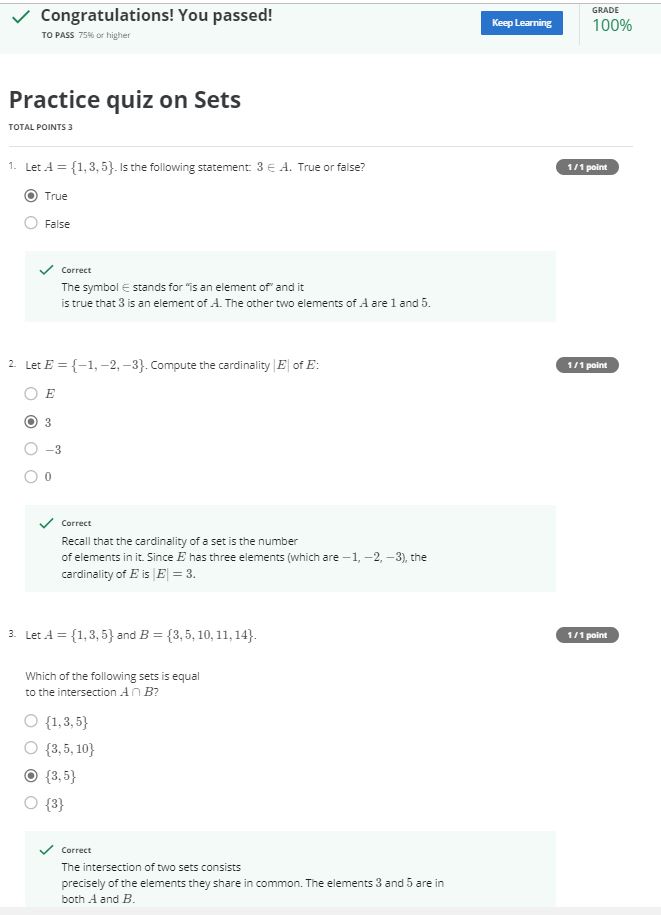 Congratulations! You passed!
TO PASS 75% or higher
Keep Learning
GRADE
100%
Practice quiz on Sets
TOTAL POINTS 3
1. Let A = {1, 3, 5}. Is the following statement: 3 ∈ A. True or false?
1 / 1 point
True
False
Correct
The symbol ∈ stands for “is an element of” and it
is true that 3 is an element of A. The other two elements of A are 1 and 5.
2. Let E = {−1, −2, −3}. Compute the cardinality |E| of E:
1 / 1 point
E
3
−3
0
Correct
Recall that the cardinality of a set is the number
of elements in it. Since E has three elements (which are −1, −2, −3), the
cardinality of E is |E| = 3.
3. Let A = {1, 3, 5} and B = {3, 5, 10, 11, 14}.
1 / 1 point
Which of the following sets is equal
to the intersection A ∩ B?
{1, 3, 5}
{3, 5, 10}
{3, 5}
{3}
Correct
The intersection of two sets consists
precisely of the elements they share in common. The elements 3 and 5 are in
both A and B.